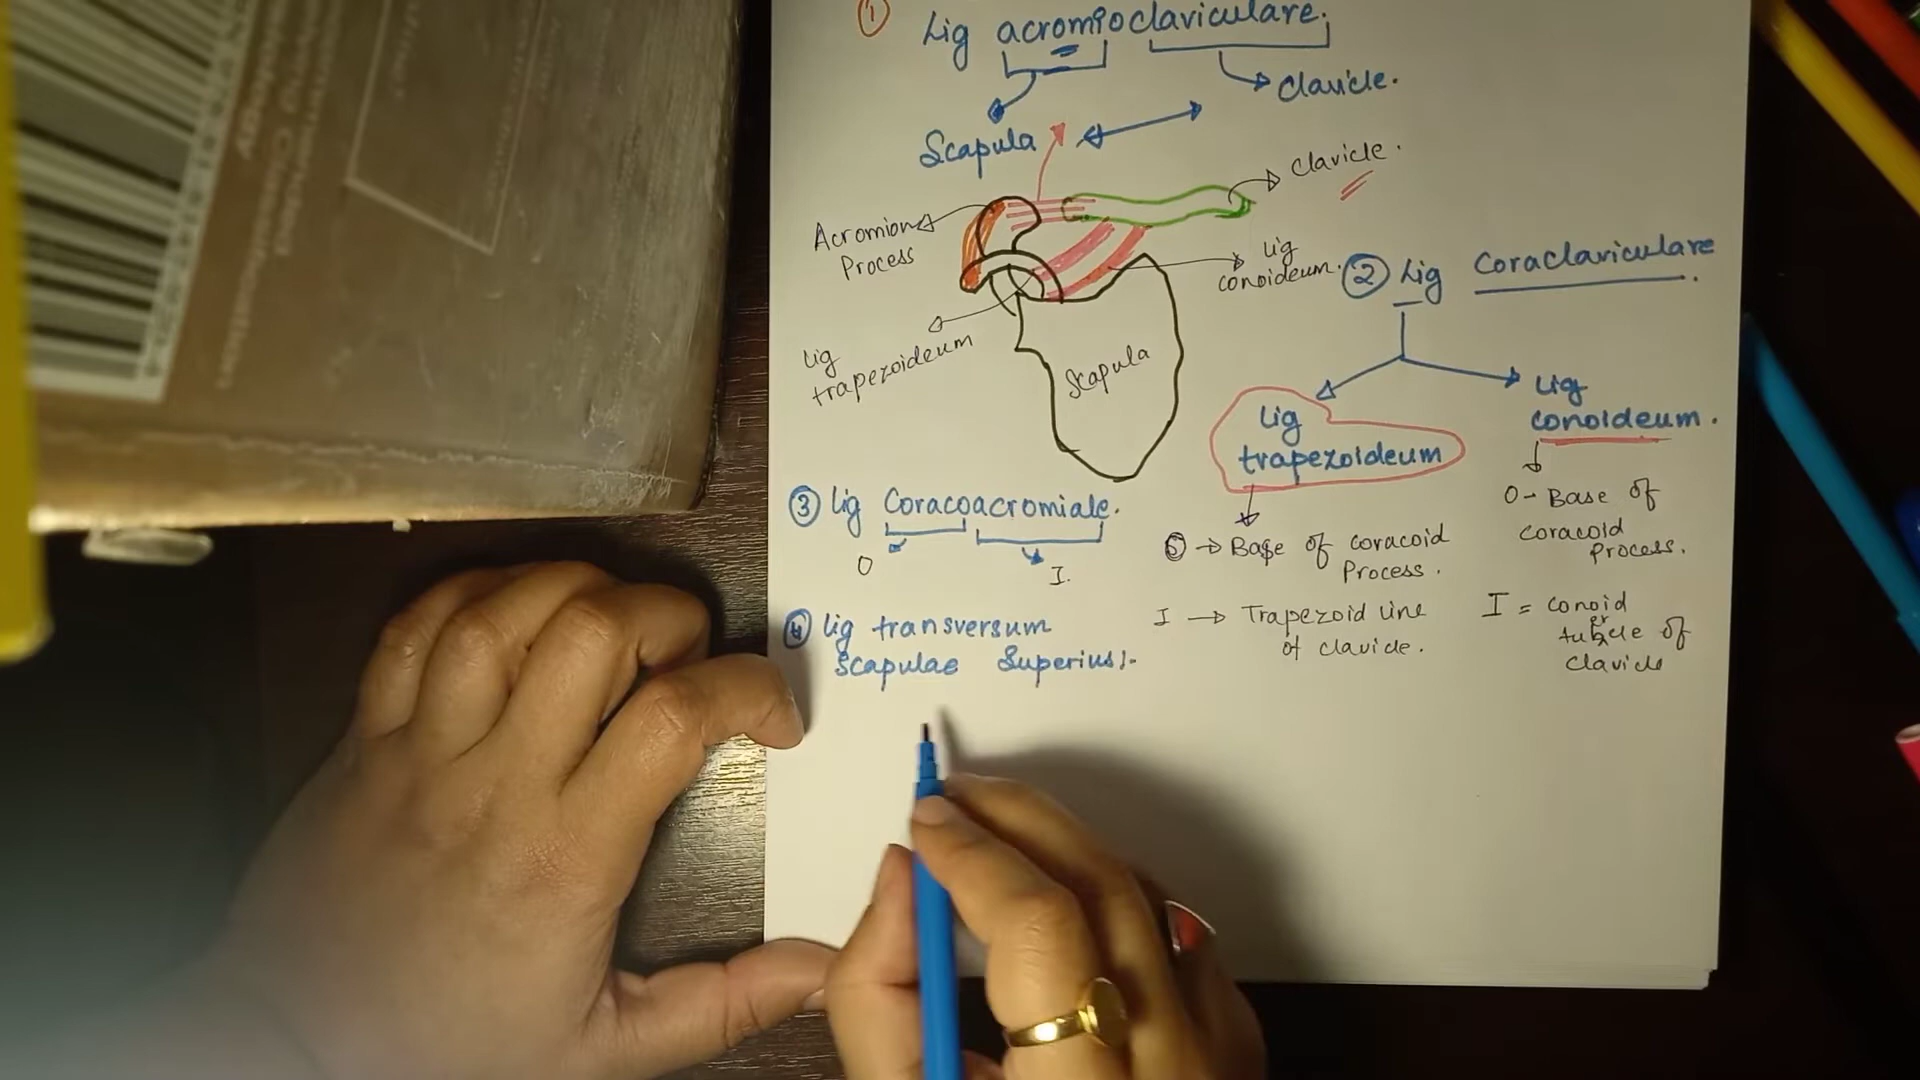 ① Lig acromioclaviculare.
Clavicle.
Scapula
clavicle.
Acromion
Process
Lig
conoideum.
Lig
trapezoideum
Scapula
② Lig Coraclaviculare
Lig
trapezoideum
Lig
conoideum.
O → Base of coracoid
Process.
I → Trapezoid line
of clavicle.
O - Base of
coracoid
Process.
I = conoid
er
clavicle
③ Lig Coracoacromiale.
O
I.
④ Lig transversum
Scapulae Superius:-